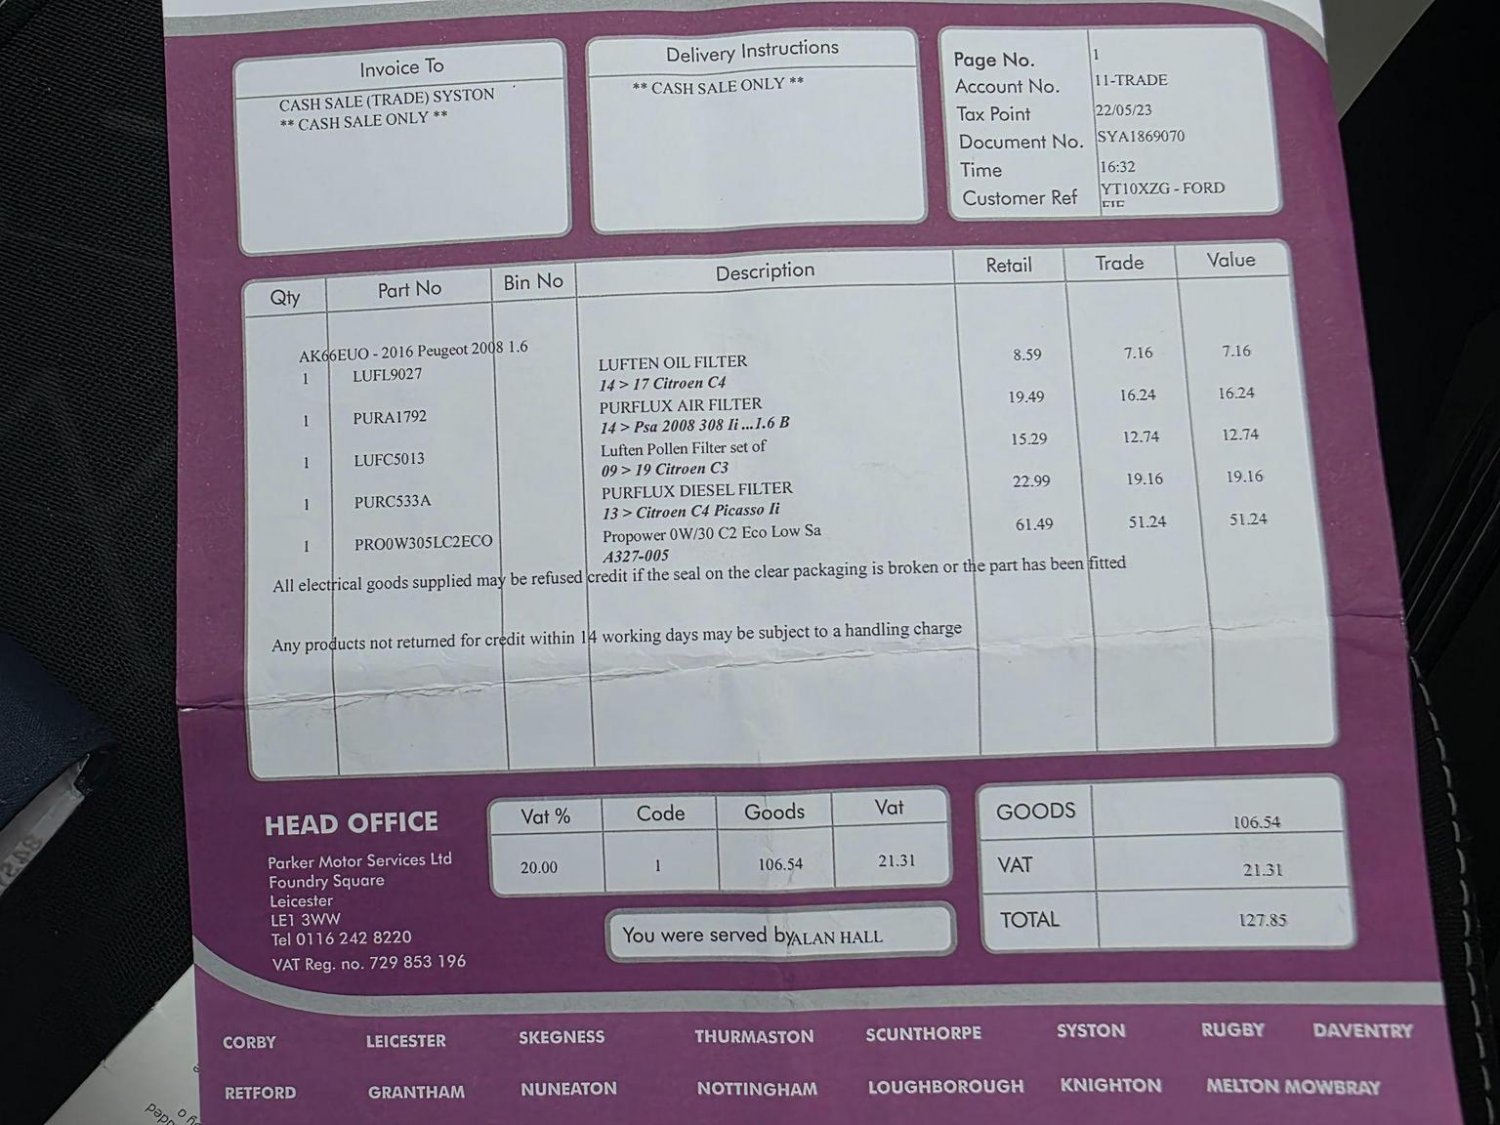 Invoice To
CASH SALE (TRADE) SYSTON
** CASH SALE ONLY **
Delivery Instructions
** CASH SALE ONLY **
Page No. 1
Account No. 11-TRADE
Tax Point 22/05/23
Document No. SYA1869070
Time 16:32
Customer Ref YT10XZG - FORD
Qty Part No Bin No Description Retail Trade Value
AK66EUO - 2016 Peugeot 2008 1.6
1 LUFL9027 LUFTEN OIL FILTER 8.59 7.16 7.16
14 > 17 Citroen C4
1 PURA1792 PURFLUX AIR FILTER 19.49 16.24 16.24
14 > Psa 2008 308 Ii ...1.6 B
1 LUFC5013 Luften Pollen Filter set of 15.29 12.74 12.74
09 > 19 Citroen C3
1 PURC533A PURFLUX DIESEL FILTER 22.99 19.16 19.16
13 > Citroen C4 Picasso Ii
1 PRO0W305LC2ECO Propower 0W/30 C2 Eco Low Sa 61.49 51.24 51.24
A327-005
All electrical goods supplied may be refused credit if the seal on the clear packaging is broken or the part has been fitted
Any products not returned for credit within 14 working days may be subject to a handling charge
HEAD OFFICE
Parker Motor Services Ltd
Foundry Square
Leicester
LE1 3WW
Tel 0116 242 8220
VAT Reg. no. 729 853 196
Vat % Code Goods Vat
20.00 1 106.54 21.31
You were served by ALAN HALL
GOODS 106.54
VAT 21.31
TOTAL 127.85
CORBY LEICESTER SKEGNESS THURMASTON SCUNTHORPE SYSTON RUGBY DAVENTRY
RETFORD GRANTHAM NUNEATON NOTTINGHAM LOUGHBOROUGH KNIGHTON MELTON MOWBRAY